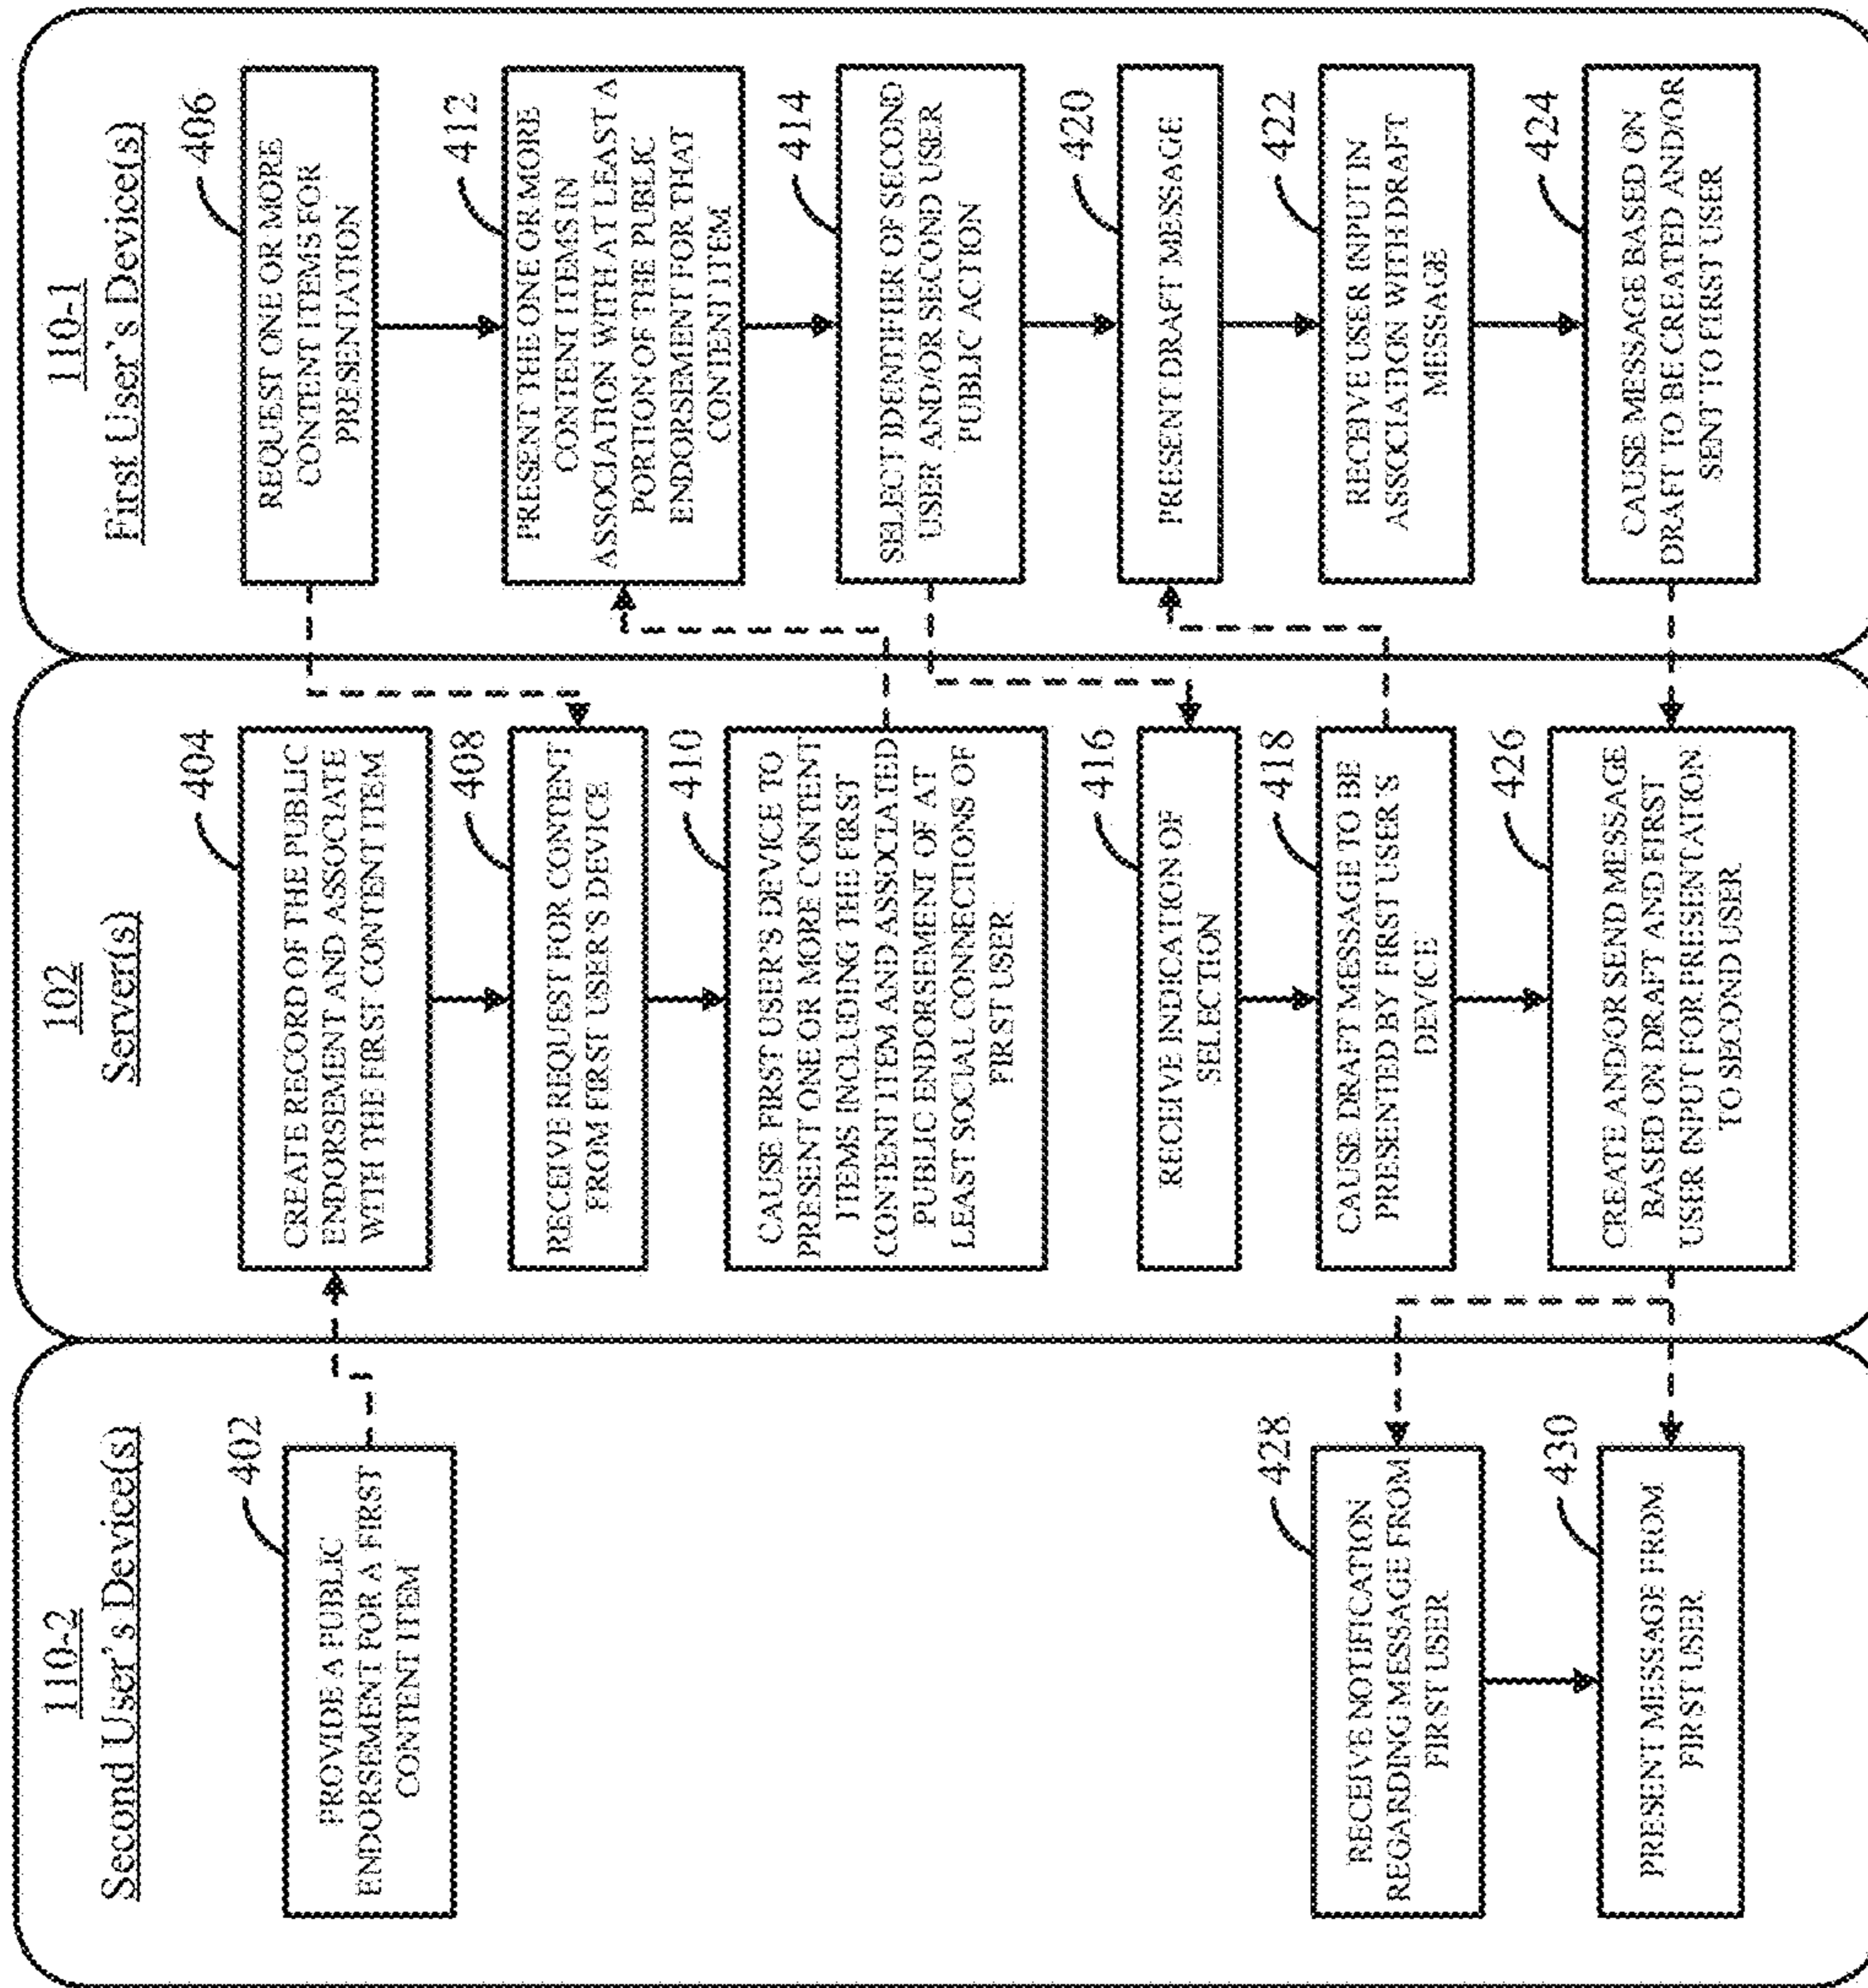 110-2
Second User's Device(s)
402
PROVIDE A PUBLIC
ENDORSEMENT FOR A FIRST
CONTENT ITEM
428
RECEIVE NOTIFICATION
REGARDING MESSAGE FROM
FIRST USER
430
PRESENT MESSAGE FROM
FIRST USER
102
Server(s)
404
CREATE RECORD OF THE PUBLIC
ENDORSEMENT AND ASSOCIATE
WITH THE FIRST CONTENT ITEM
408
RECEIVE REQUEST FOR CONTENT
FROM FIRST USER'S DEVICE
410
CAUSE FIRST USER'S DEVICE TO
PRESENT ONE OR MORE CONTENT
ITEMS INCLUDING THE FIRST
CONTENT ITEM AND ASSOCIATED
PUBLIC ENDORSEMENT OF AT
LEAST SOCIAL CONNECTIONS OF
FIRST USER
416
RECEIVE INDICATION OF
SELECTION
418
CAUSE DRAFT MESSAGE TO BE
PRESENTED BY FIRST USER'S
DEVICE
426
CREATE AND/OR SEND MESSAGE
BASED ON DRAFT AND FIRST
USER INPUT FOR PRESENTATION
TO SECOND USER
110-1
First User's Device(s)
406
REQUEST ONE OR MORE
CONTENT ITEMS FOR
PRESENTATION
412
PRESENT THE ONE OR MORE
CONTENT ITEMS IN
ASSOCIATION WITH AT LEAST A
PORTION OF THE PUBLIC
ENDORSEMENT FOR THAT
CONTENT ITEM
414
SELECT IDENTIFIER OF SECOND
USER AND/OR SECOND USER
PUBLIC ACTION
420
PRESENT DRAFT MESSAGE
422
RECEIVE USER INPUT IN
ASSOCIATION WITH DRAFT
MESSAGE
424
CAUSE MESSAGE BASED ON
DRAFT TO BE CREATED AND/OR
SENT TO FIRST USER